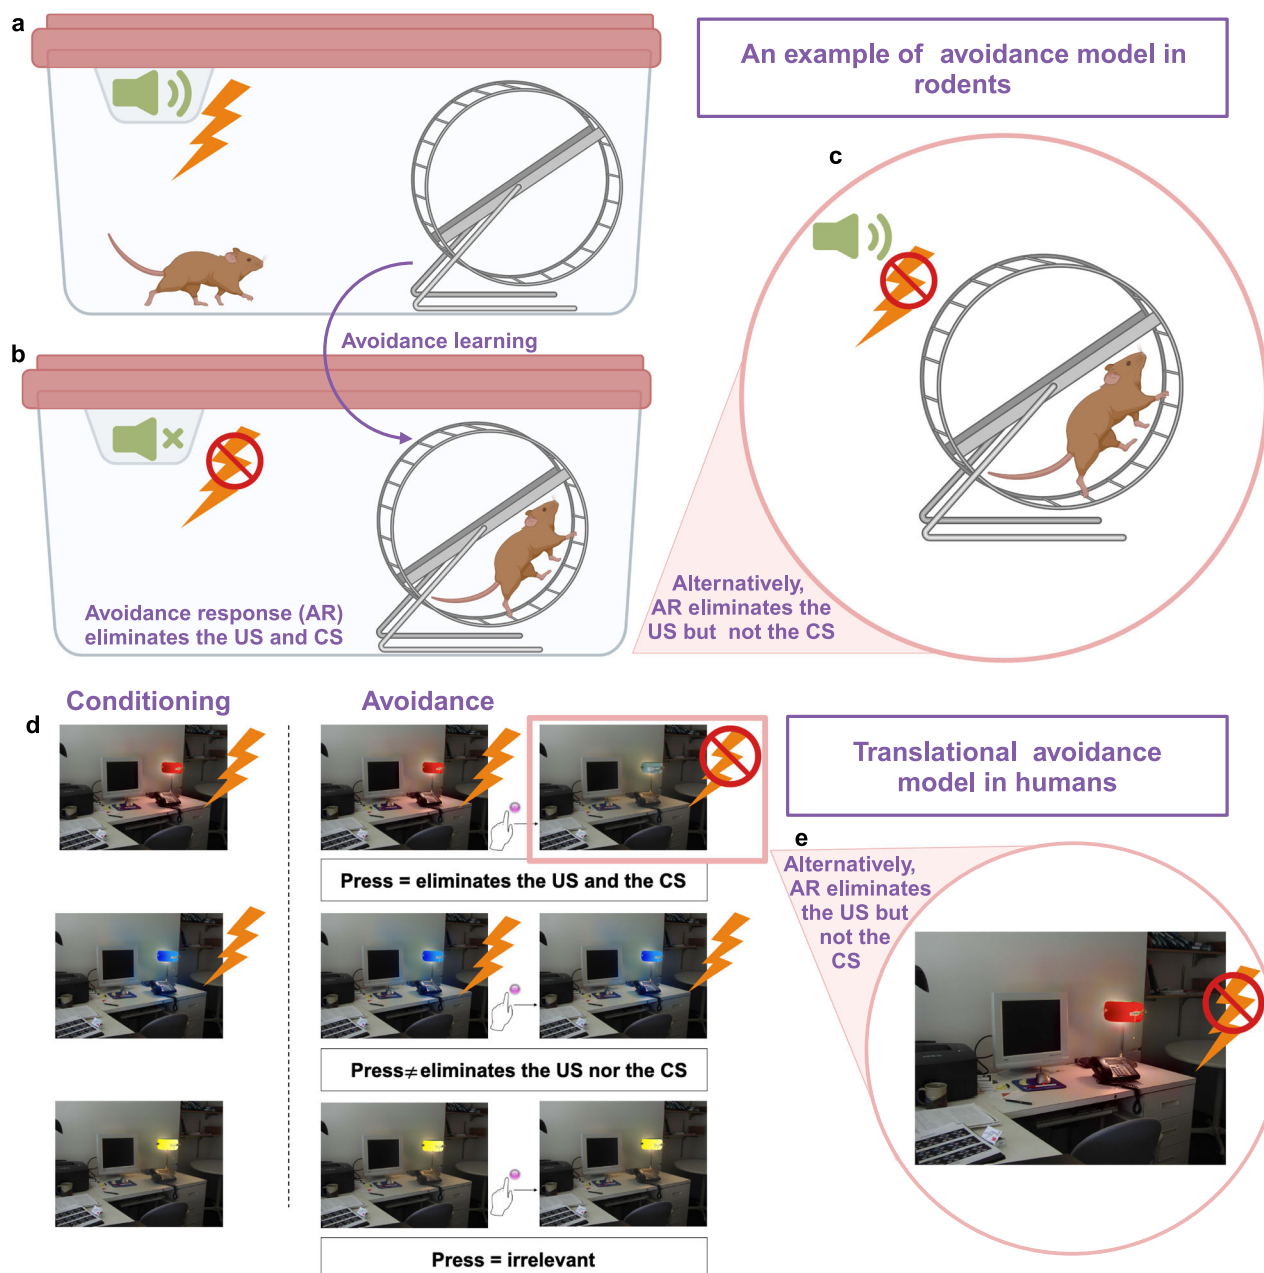 a
An example of avoidance model in
rodents
c
Avoidance learning
b
Avoidance response (AR)
eliminates the US and CS
Alternatively,
AR eliminates the
US but not the CS
Conditioning
Avoidance
d
Translational avoidance
model in humans
e
Alternatively,
AR eliminates
the US but
not the
CS
Press = eliminates the US and the CS
Press≠eliminates the US nor the CS
Press = irrelevant